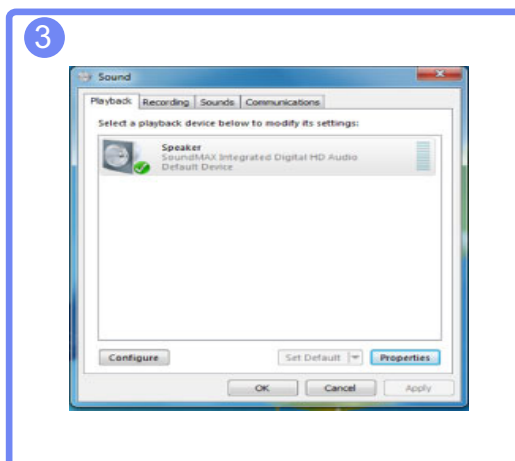 3
Sound
Playback Recording Sounds Communications
Select a playback device below to modify its settings:
Speaker
SoundMAX Integrated Digital HD Audio
Default Device
Configure Set Default Properties
OK Cancel Apply